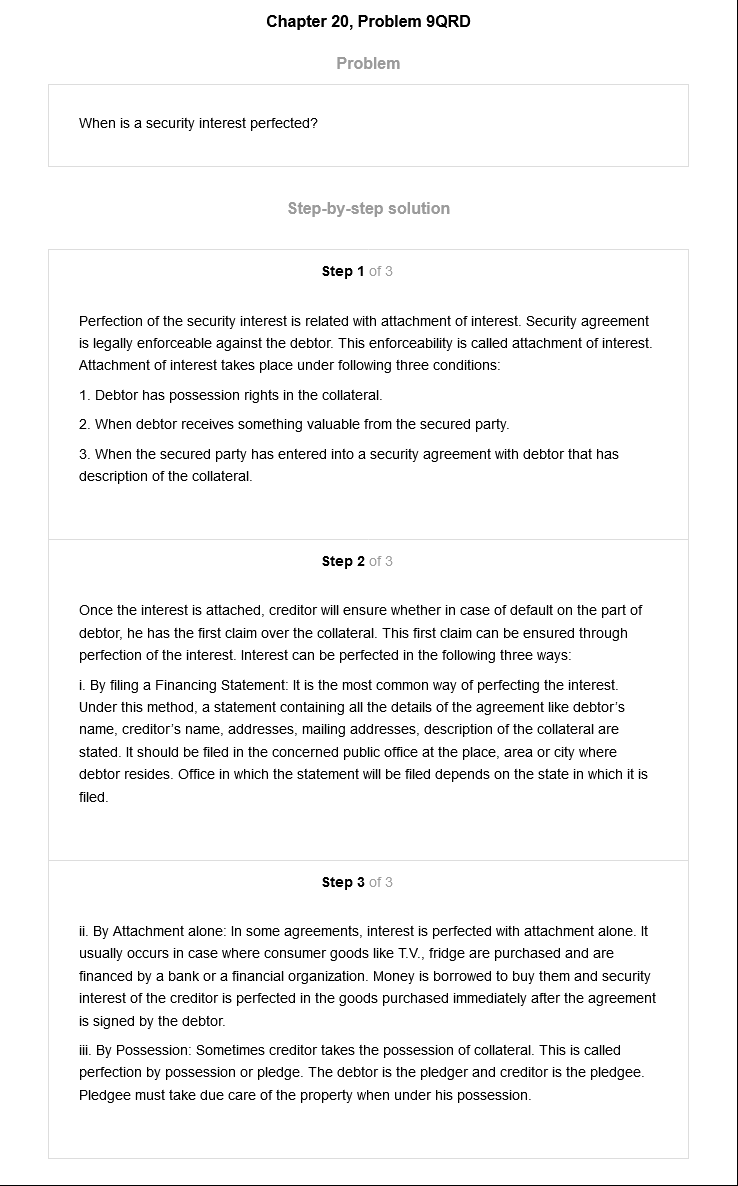 Chapter 20, Problem 9QRD
Problem
When is a security interest perfected?
Step-by-step solution
Step 1 of 3
Perfection of the security interest is related with attachment of interest. Security agreement
is legally enforceable against the debtor. This enforceability is called attachment of interest.
Attachment of interest takes place under following three conditions:
1. Debtor has possession rights in the collateral.
2. When debtor receives something valuable from the secured party.
3. When the secured party has entered into a security agreement with debtor that has
description of the collateral.
Step 2 of 3
Once the interest is attached, creditor will ensure whether in case of default on the part of
debtor, he has the first claim over the collateral. This first claim can be ensured through
perfection of the interest. Interest can be perfected in the following three ways:
i. By filing a Financing Statement: It is the most common way of perfecting the interest.
Under this method, a statement containing all the details of the agreement like debtor's
name, creditor's name, addresses, mailing addresses, description of the collateral are
stated. It should be filed in the concerned public office at the place, area or city where
debtor resides. Office in which the statement will be filed depends on the state in which it is
filed.
Step 3 of 3
ii. By Attachment alone: In some agreements, interest is perfected with attachment alone. It
usually occurs in case where consumer goods like T.V., fridge are purchased and are
financed by a bank or a financial organization. Money is borrowed to buy them and security
interest of the creditor is perfected in the goods purchased immediately after the agreement
is signed by the debtor.
iii. By Possession: Sometimes creditor takes the possession of collateral. This is called
perfection by possession or pledge. The debtor is the pledger and creditor is the pledgee.
Pledgee must take due care of the property when under his possession.